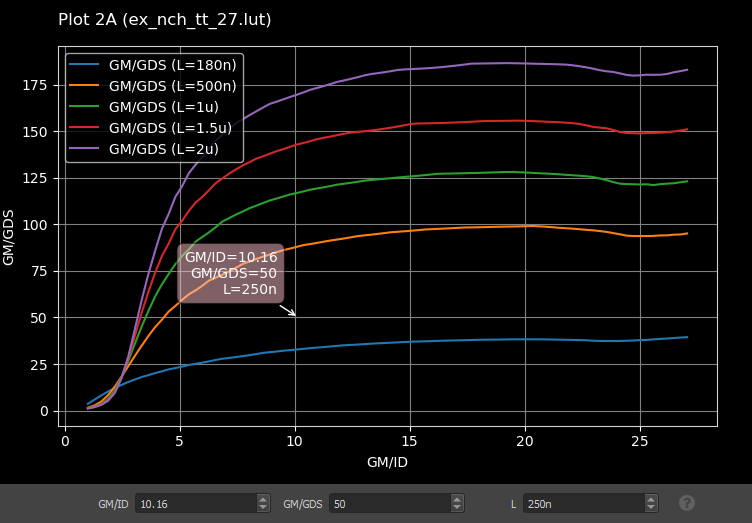 Plot 2A (ex_nch_tt_27.lut)
GM/GDS (L=180n)
GM/GDS (L=500n)
GM/GDS (L=1u)
GM/GDS (L=1.5u)
GM/GDS (L=2u)
175
150
125
100
75
50
25
0
GM/GDS
GM/ID=10.16
GM/GDS=50
L=250n
0 5 10 15 20 25
GM/ID
GM/ID 10.16 GM/GDS 50 L 250n ?